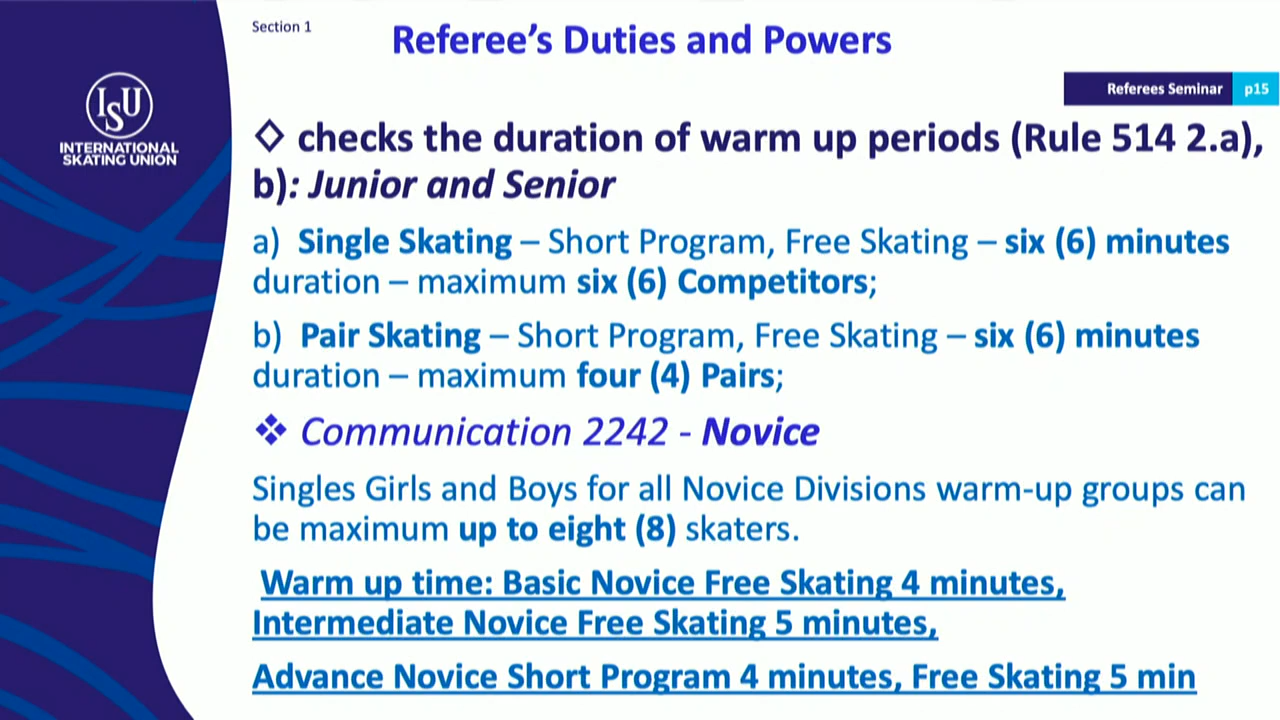 Section 1
Referee's Duties and Powers
ISU
INTERNATIONAL
SKATING UNION
Referees Seminar p15
◇ checks the duration of warm up periods (Rule 514 2.a),
b): Junior and Senior
a) Single Skating – Short Program, Free Skating – six (6) minutes
duration – maximum six (6) Competitors;
b) Pair Skating – Short Program, Free Skating – six (6) minutes
duration – maximum four (4) Pairs;
❖ Communication 2242 - Novice
Singles Girls and Boys for all Novice Divisions warm-up groups can
be maximum up to eight (8) skaters.
Warm up time: Basic Novice Free Skating 4 minutes,
Intermediate Novice Free Skating 5 minutes,
Advance Novice Short Program 4 minutes, Free Skating 5 min